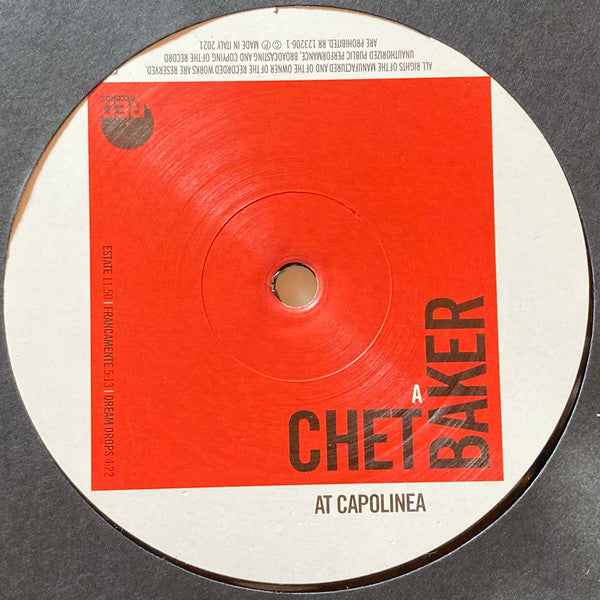 ALL RIGHTS OF THE MANUFACTURED AND OF THE OWNER OF THE RECORDED WORKS ARE RESERVED.
UNAUTHORIZED PUBLIC PERFORMANCE, BROADCASTING AND COPYING OF THE RECORD
ARE PROHIBITED. RR 123206-1 © ℗ MADE IN ITALY 2021
RED
RECORDS
ESTATE 11:50 | FRANCAMENTE 5:13 | DREAM DROPS 4:22
A
CHET
BAKER
AT CAPOLINEA